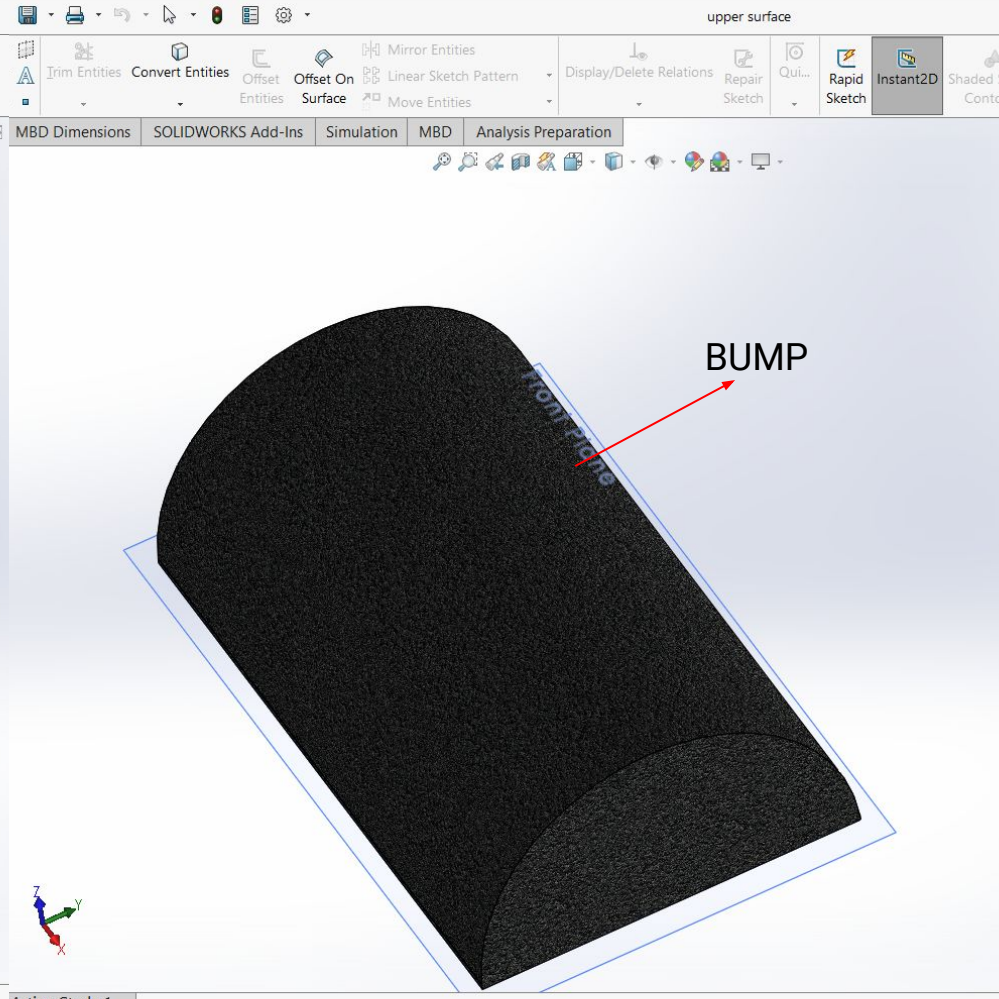 upper surface
Trim Entities
Convert Entities
Offset
Entities
Offset On
Surface
Mirror Entities
Linear Sketch Pattern
Move Entities
Display/Delete Relations
Repair
Sketch
Qui...
Rapid
Sketch
Instant2D
Shaded
MBD Dimensions
SOLIDWORKS Add-Ins
Simulation
MBD
Analysis Preparation
BUMP
Front Plane
Z
Y
X